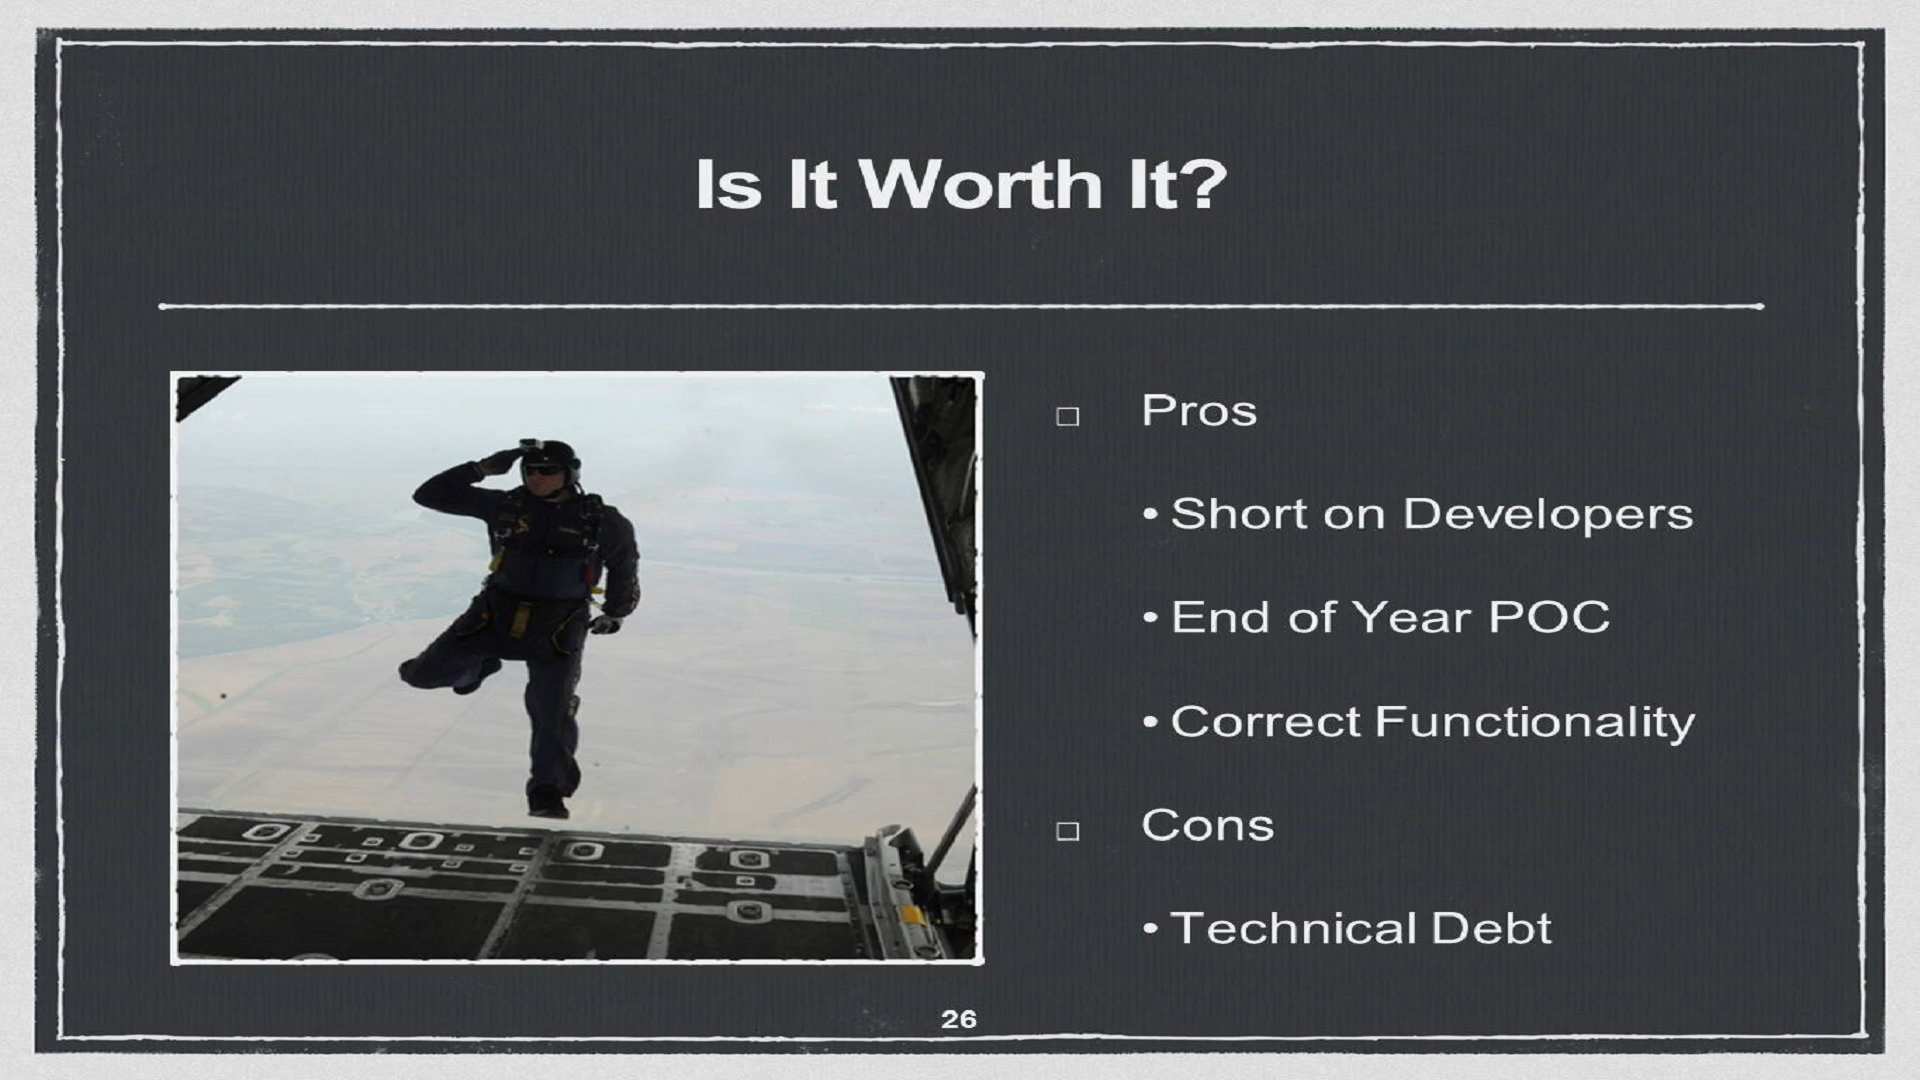 Is It Worth It?
Pros
• Short on Developers
• End of Year POC
• Correct Functionality
Cons
• Technical Debt
26